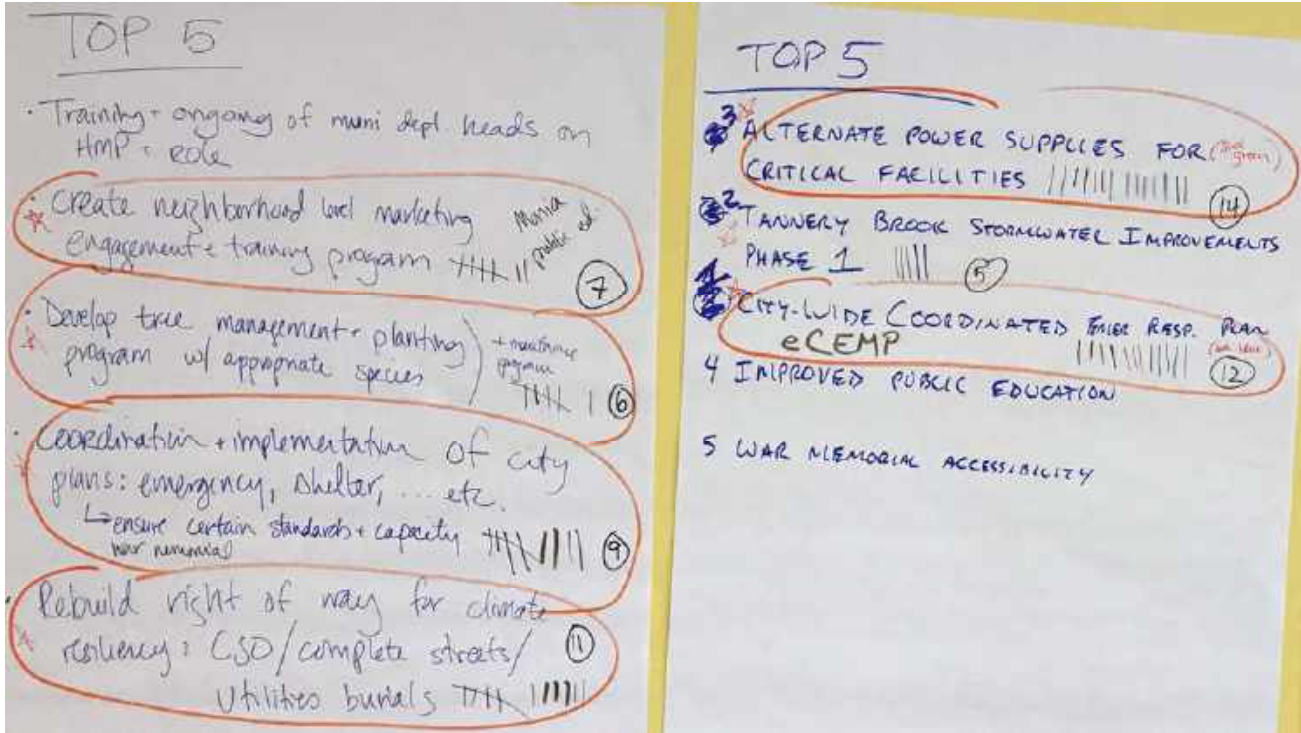 TOP 5
• Training + ongoing of muni dept. heads on
HMP + ROLE
• Create neighborhood level marketing
engagement + training program
Mania
public ed.
7
• Develop tree management + planting
program w/ appropriate species
+ maintenance
program
6
• Coordination + implementation of city
plans: emergency, shelter, ... etc.
↳ ensure certain standards + capacity
war memorial
9
• Rebuild right of way for climate
resiliency: CSO/complete streets/
Utilities burials
11
TOP 5
3 ALTERNATE POWER SUPPLIES FOR
CRITICAL FACILITIES
14
2 TANNERY BROOK STORMWATER IMPROVEMENTS
PHASE 1
5
1 CITY-WIDE COORDINATED EMER RESP. PLAN
eCEMP
12
4 IMPROVED PUBLIC EDUCATION
5 WAR MEMORIAL ACCESSIBILITY